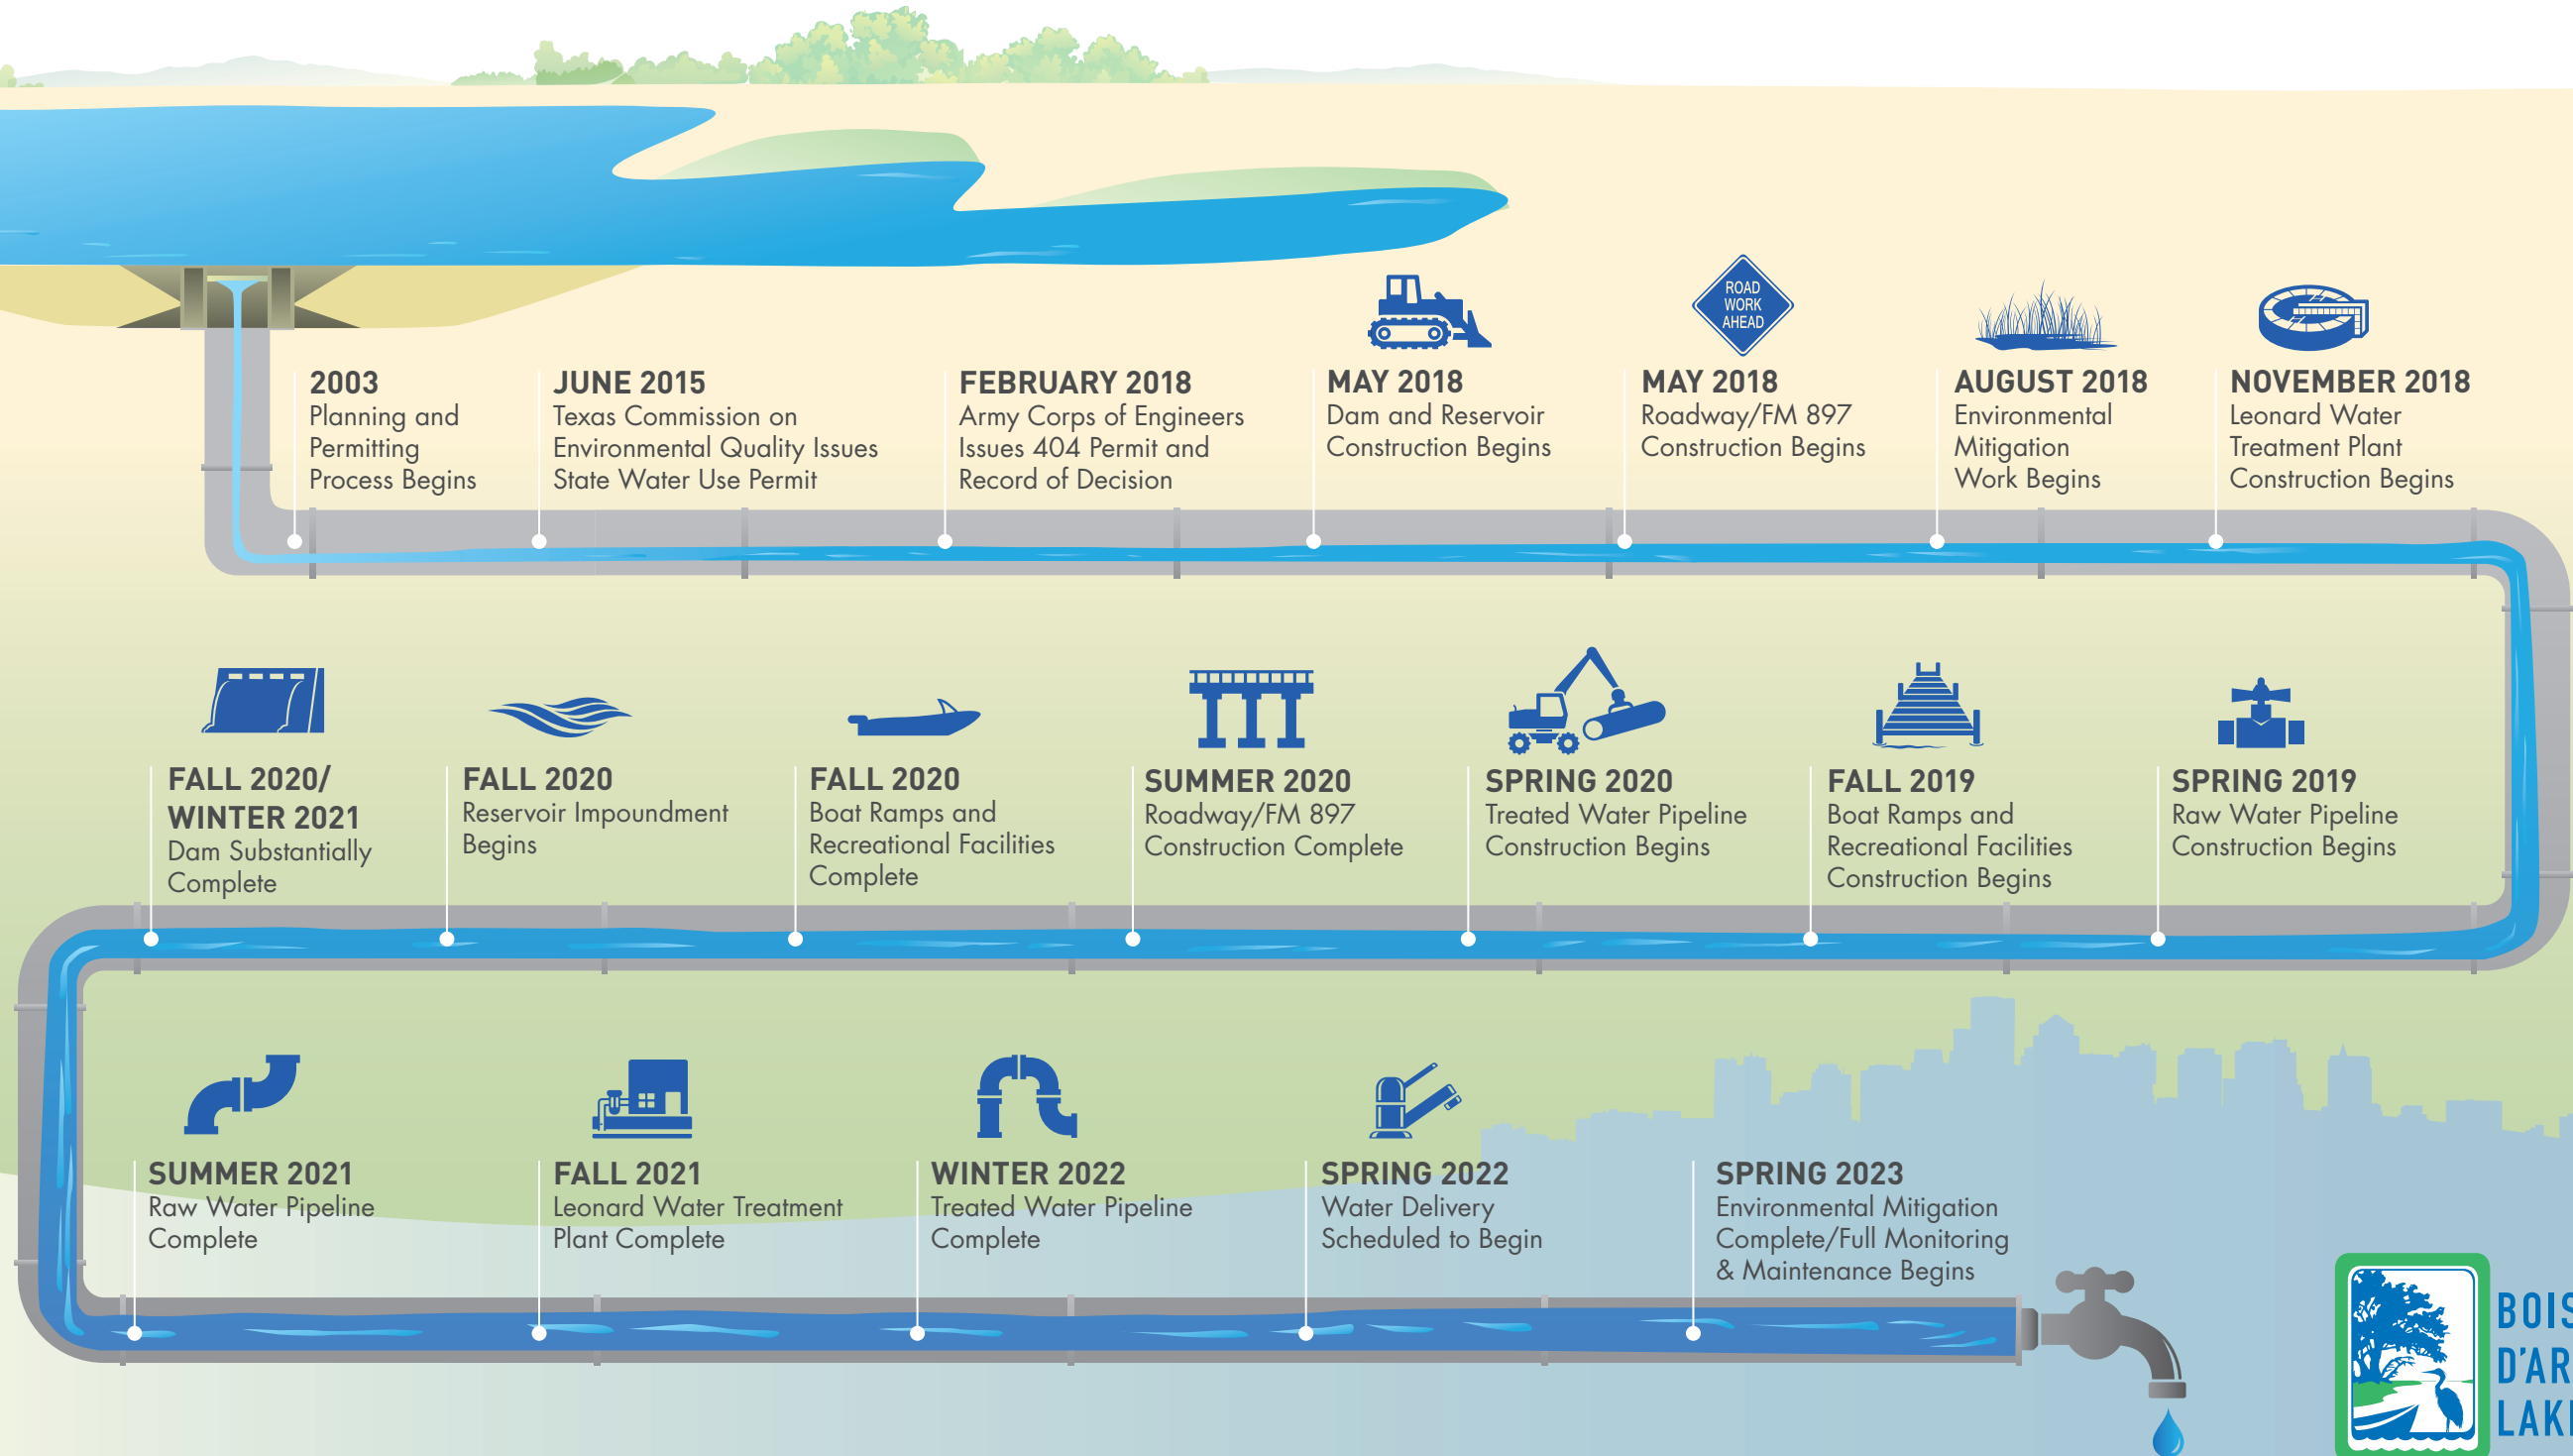 ROAD
WORK
AHEAD
2003
Planning and
Permitting
Process Begins
JUNE 2015
Texas Commission on
Environmental Quality Issues
State Water Use Permit
FEBRUARY 2018
Army Corps of Engineers
Issues 404 Permit and
Record of Decision
MAY 2018
Dam and Reservoir
Construction Begins
MAY 2018
Roadway/FM 897
Construction Begins
AUGUST 2018
Environmental
Mitigation
Work Begins
NOVEMBER 2018
Leonard Water
Treatment Plant
Construction Begins
FALL 2020/
WINTER 2021
Dam Substantially
Complete
FALL 2020
Reservoir Impoundment
Begins
FALL 2020
Boat Ramps and
Recreational Facilities
Complete
SUMMER 2020
Roadway/FM 897
Construction Complete
SPRING 2020
Treated Water Pipeline
Construction Begins
FALL 2019
Boat Ramps and
Recreational Facilities
Construction Begins
SPRING 2019
Raw Water Pipeline
Construction Begins
SUMMER 2021
Raw Water Pipeline
Complete
FALL 2021
Leonard Water Treatment
Plant Complete
WINTER 2022
Treated Water Pipeline
Complete
SPRING 2022
Water Delivery
Scheduled to Begin
SPRING 2023
Environmental Mitigation
Complete/Full Monitoring
& Maintenance Begins
BOIS
D'AR
LAK